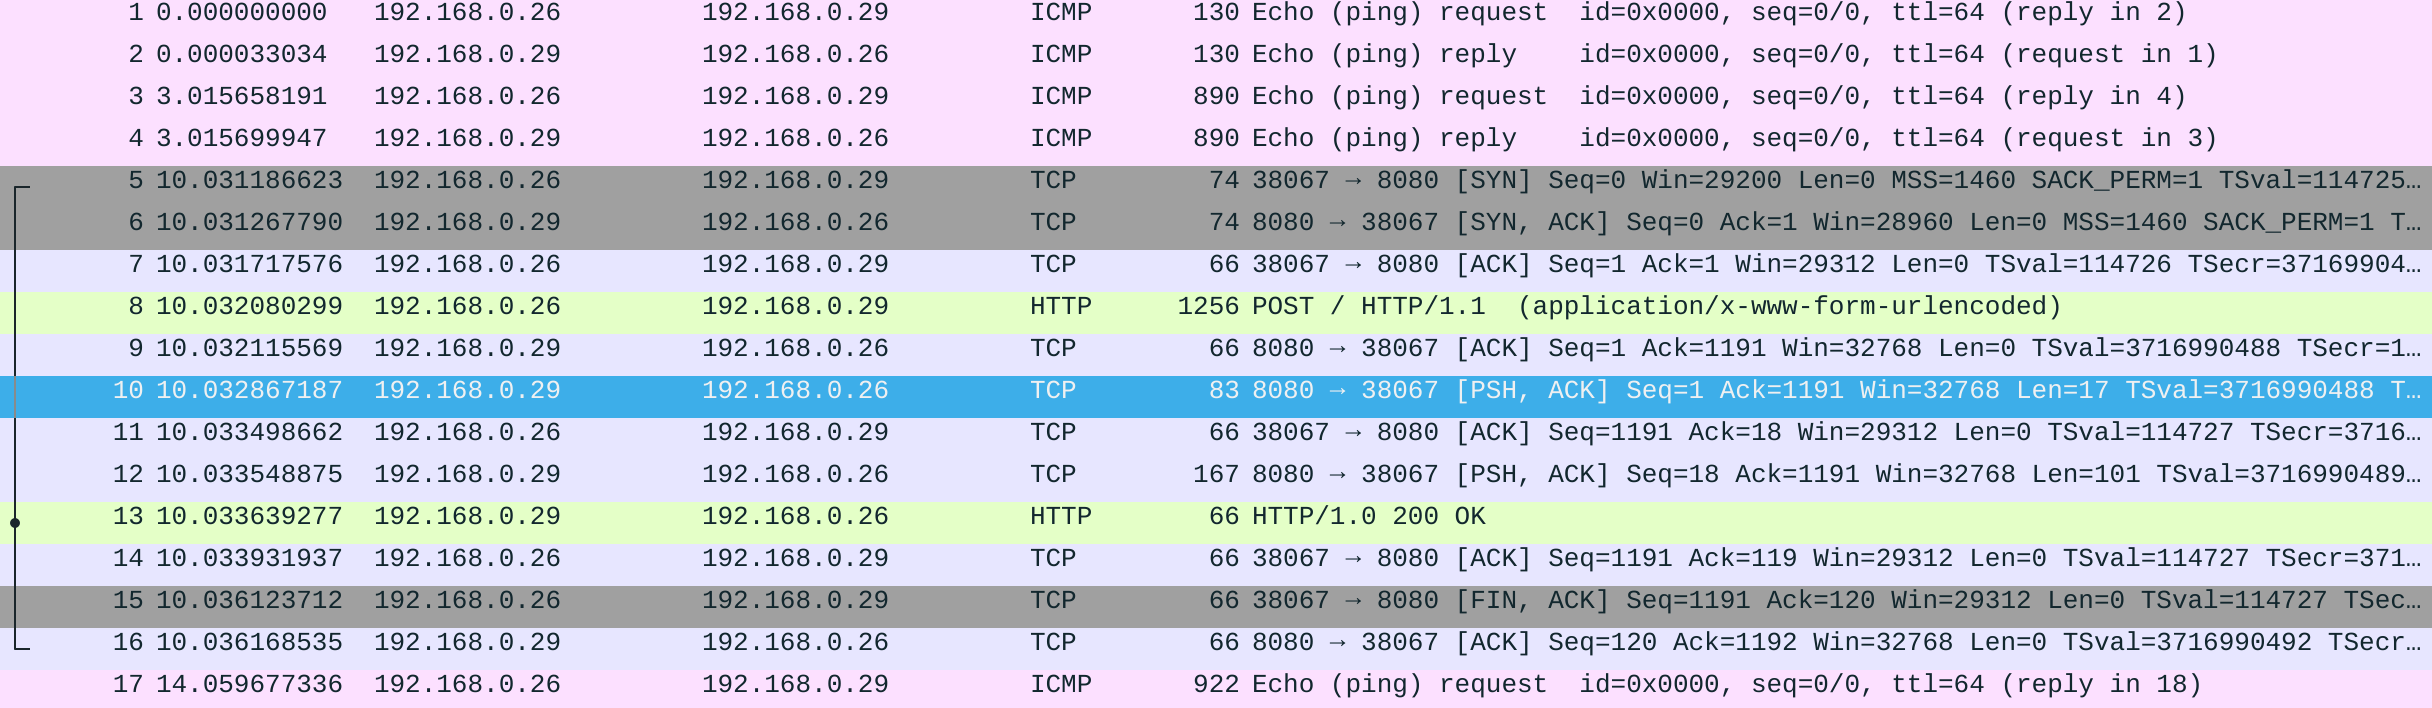 1 0.000000000 192.168.0.26 192.168.0.29 ICMP 130 Echo (ping) request id=0x0000, seq=0/0, ttl=64 (reply in 2)
2 0.000033034 192.168.0.29 192.168.0.26 ICMP 130 Echo (ping) reply id=0x0000, seq=0/0, ttl=64 (request in 1)
3 3.015658191 192.168.0.26 192.168.0.29 ICMP 890 Echo (ping) request id=0x0000, seq=0/0, ttl=64 (reply in 4)
4 3.015699947 192.168.0.29 192.168.0.26 ICMP 890 Echo (ping) reply id=0x0000, seq=0/0, ttl=64 (request in 3)
5 10.031186623 192.168.0.26 192.168.0.29 TCP 74 38067 → 8080 [SYN] Seq=0 Win=29200 Len=0 MSS=1460 SACK_PERM=1 TSval=114725…
6 10.031267790 192.168.0.29 192.168.0.26 TCP 74 8080 → 38067 [SYN, ACK] Seq=0 Ack=1 Win=28960 Len=0 MSS=1460 SACK_PERM=1 T…
7 10.031717576 192.168.0.26 192.168.0.29 TCP 66 38067 → 8080 [ACK] Seq=1 Ack=1 Win=29312 Len=0 TSval=114726 TSecr=37169904…
8 10.032080299 192.168.0.26 192.168.0.29 HTTP 1256 POST / HTTP/1.1 (application/x-www-form-urlencoded)
9 10.032115569 192.168.0.29 192.168.0.26 TCP 66 8080 → 38067 [ACK] Seq=1 Ack=1191 Win=32768 Len=0 TSval=3716990488 TSecr=1…
10 10.032867187 192.168.0.29 192.168.0.26 TCP 83 8080 → 38067 [PSH, ACK] Seq=1 Ack=1191 Win=32768 Len=17 TSval=3716990488 T…
11 10.033498662 192.168.0.26 192.168.0.29 TCP 66 38067 → 8080 [ACK] Seq=1191 Ack=18 Win=29312 Len=0 TSval=114727 TSecr=3716…
12 10.033548875 192.168.0.29 192.168.0.26 TCP 167 8080 → 38067 [PSH, ACK] Seq=18 Ack=1191 Win=32768 Len=101 TSval=3716990489…
13 10.033639277 192.168.0.29 192.168.0.26 HTTP 66 HTTP/1.0 200 OK
14 10.033931937 192.168.0.26 192.168.0.29 TCP 66 38067 → 8080 [ACK] Seq=1191 Ack=119 Win=29312 Len=0 TSval=114727 TSecr=371…
15 10.036123712 192.168.0.26 192.168.0.29 TCP 66 38067 → 8080 [FIN, ACK] Seq=1191 Ack=120 Win=29312 Len=0 TSval=114727 TSec…
16 10.036168535 192.168.0.29 192.168.0.26 TCP 66 8080 → 38067 [ACK] Seq=120 Ack=1192 Win=32768 Len=0 TSval=3716990492 TSecr…
17 14.059677336 192.168.0.26 192.168.0.29 ICMP 922 Echo (ping) request id=0x0000, seq=0/0, ttl=64 (reply in 18)